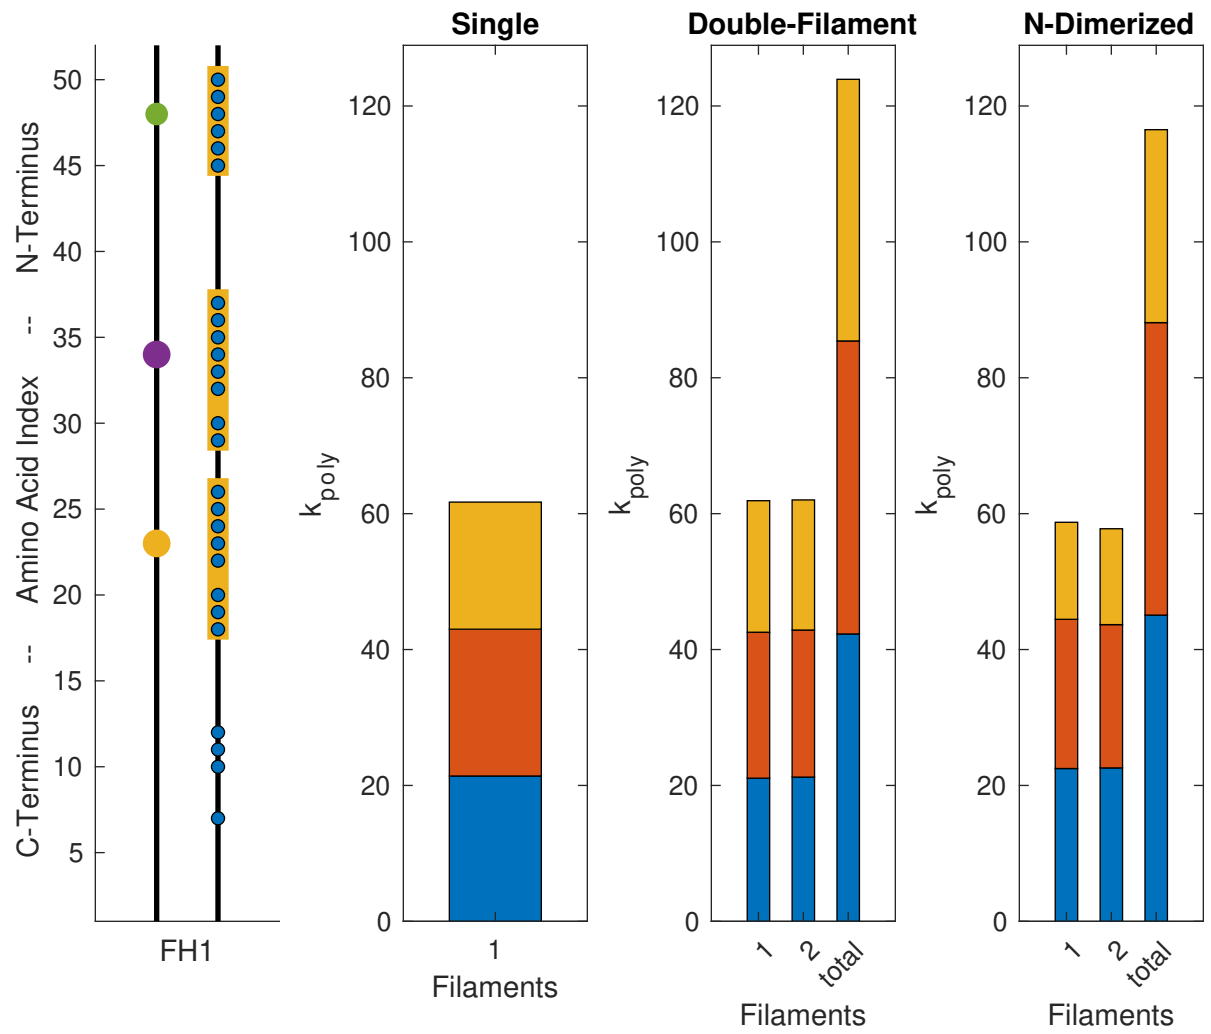 Single
Double-Filament
N-Dimerized
C-Terminus -- Amino Acid Index -- N-Terminus
50
45
40
35
30
25
20
15
10
5
FH1
k_poly
120
100
80
60
40
20
0
1
Filaments
k_poly
120
100
80
60
40
20
0
1
2
total
Filaments
k_poly
120
100
80
60
40
20
0
1
2
total
Filaments